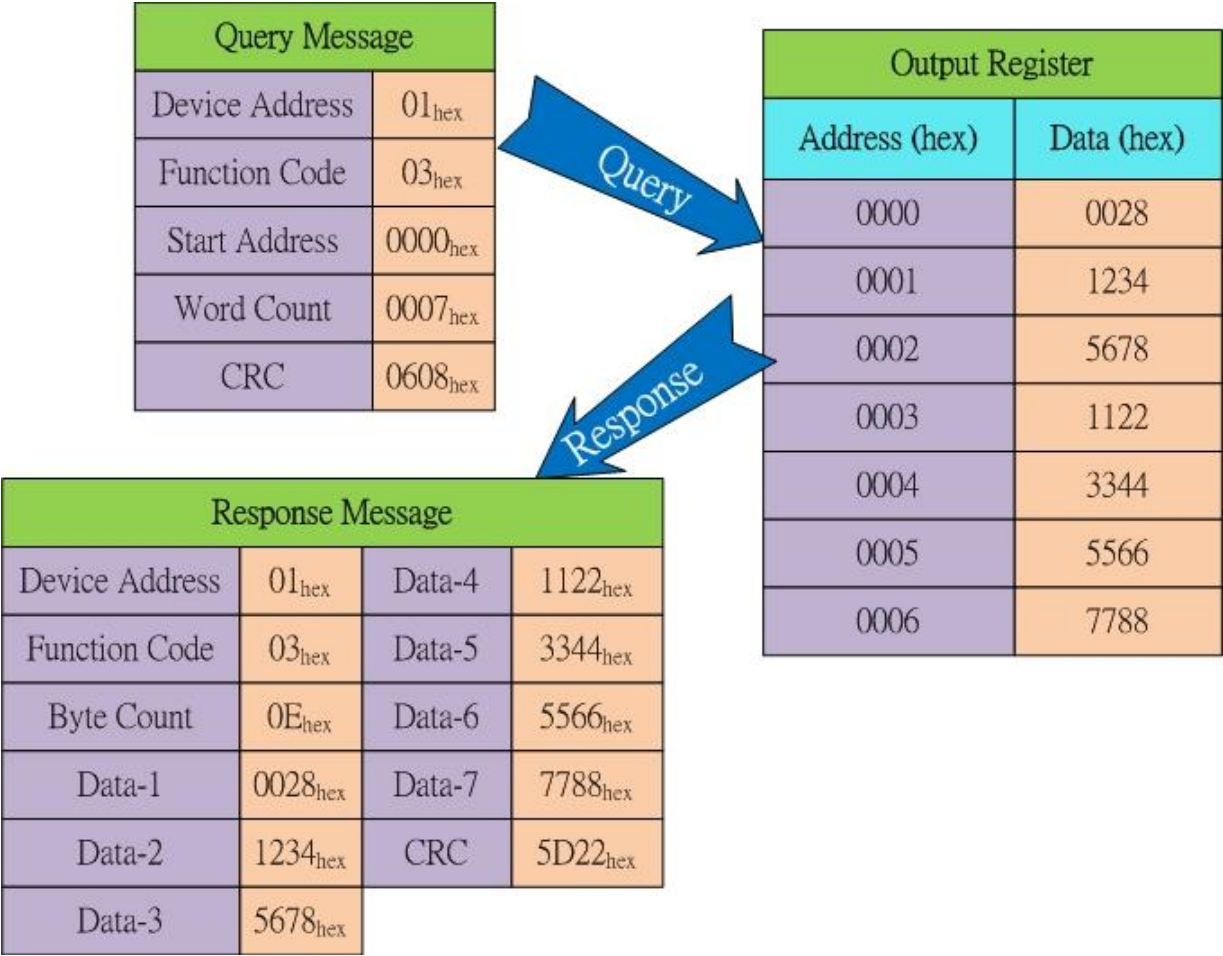 Query Message
Device Address 01hex
Function Code 03hex
Start Address 0000hex
Word Count 0007hex
CRC 0608hex
Query
Output Register
Address (hex) Data (hex)
0000 0028
0001 1234
0002 5678
0003 1122
0004 3344
0005 5566
0006 7788
Response
Response Message
Device Address 01hex Data-4 1122hex
Function Code 03hex Data-5 3344hex
Byte Count 0Ehex Data-6 5566hex
Data-1 0028hex Data-7 7788hex
Data-2 1234hex CRC 5D22hex
Data-3 5678hex